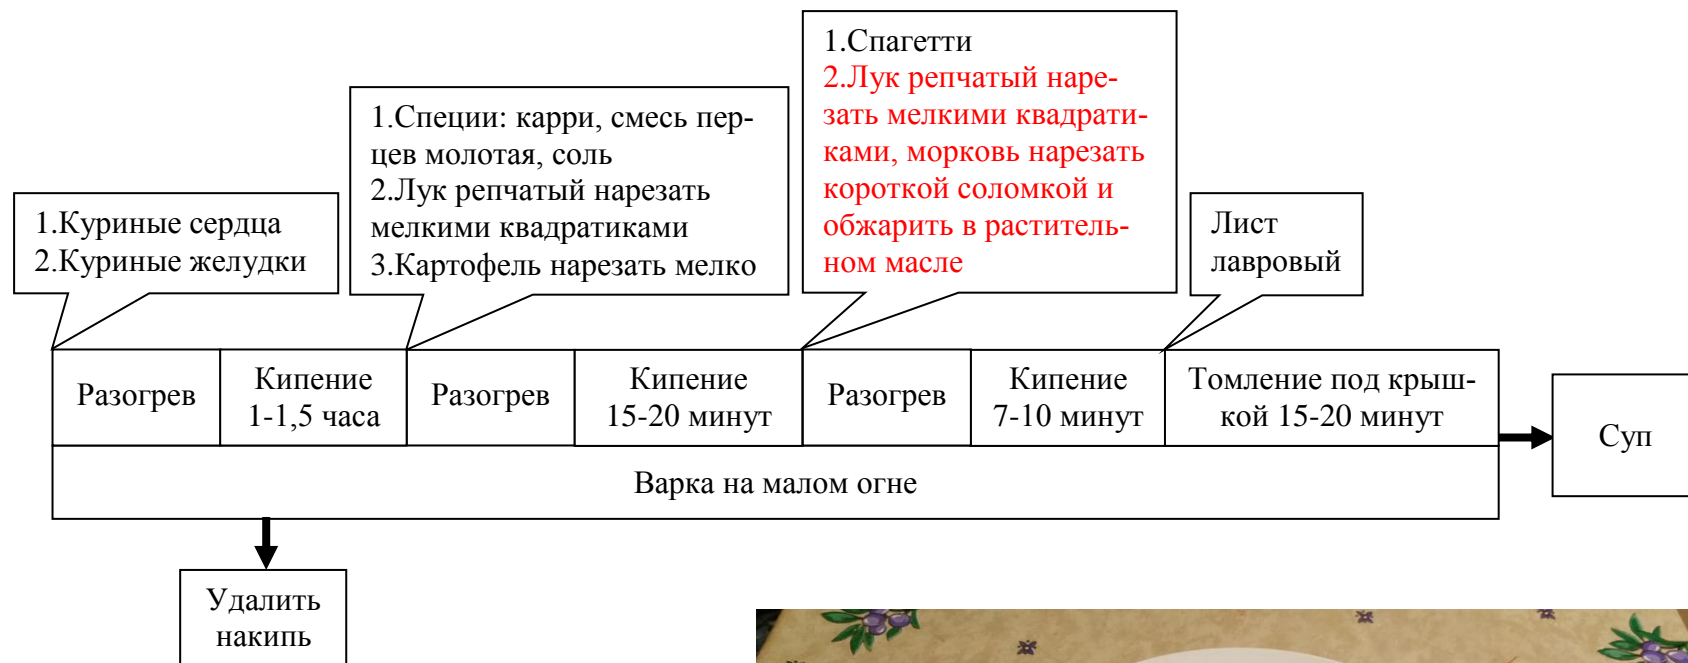 1.Куриные сердца
2.Куриные желудки
1.Специи: карри, смесь пер-
цев молотая, соль
2.Лук репчатый нарезать
мелкими квадратиками
3.Картофель нарезать мелко
1.Спагетти
2.Лук репчатый наре-
зать мелкими квадрати-
ками, морковь нарезать
короткой соломкой и
обжарить в раститель-
ном масле
Лист
лавровый
Разогрев
Кипение
1-1,5 часа
Разогрев
Кипение
15-20 минут
Разогрев
Кипение
7-10 минут
Томление под крыш-
кой 15-20 минут
Суп
Варка на малом огне
Удалить
накипь